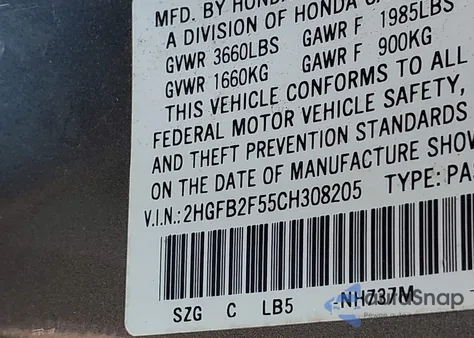 MFD. BY HONDA
A DIVISION OF HONDA
GVWR 3660LBS GAWR F 1985LBS
GVWR 1660KG GAWR F 900KG
THIS VEHICLE CONFORMS TO ALL
FEDERAL MOTOR VEHICLE SAFETY,
AND THEFT PREVENTION STANDARDS
ON THE DATE OF MANUFACTURE SHOW
V.I.N.: 2HGFB2F55CH308205 TYPE: PA
SZG C LB5 NH737M